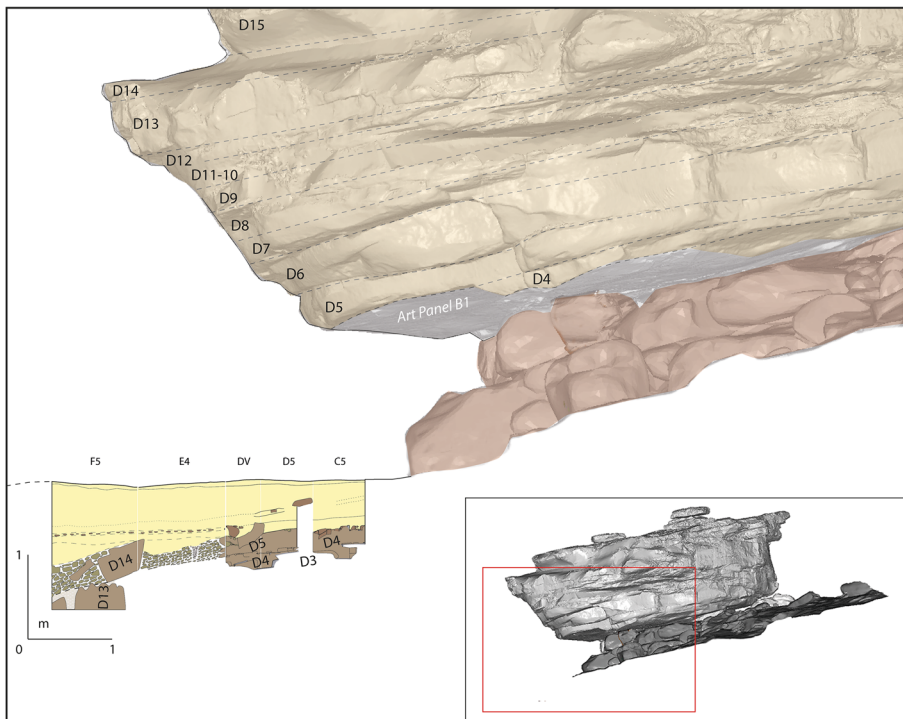 D15
D14
D13
D12
D11-10
D9
D8
D7
D6
D5
D4
Art Panel B1
F5 E4 DV D5 C5
D14
D13
D5
D4
D3
D4
1
m
0 1